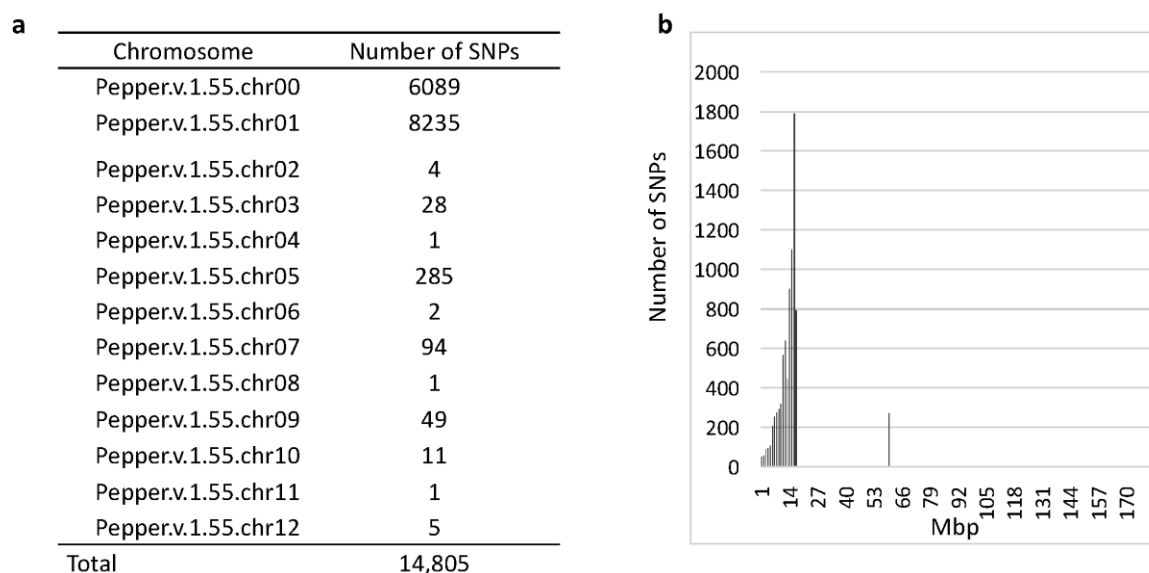 a
Chromosome Number of SNPs
Pepper.v.1.55.chr00 6089
Pepper.v.1.55.chr01 8235
Pepper.v.1.55.chr02 4
Pepper.v.1.55.chr03 28
Pepper.v.1.55.chr04 1
Pepper.v.1.55.chr05 285
Pepper.v.1.55.chr06 2
Pepper.v.1.55.chr07 94
Pepper.v.1.55.chr08 1
Pepper.v.1.55.chr09 49
Pepper.v.1.55.chr10 11
Pepper.v.1.55.chr11 1
Pepper.v.1.55.chr12 5
Total 14,805
b
Number of SNPs
2000
1800
1600
1400
1200
1000
800
600
400
200
0
1 14 27 40 53 66 79 92 105 118 131 144 157 170
Mbp